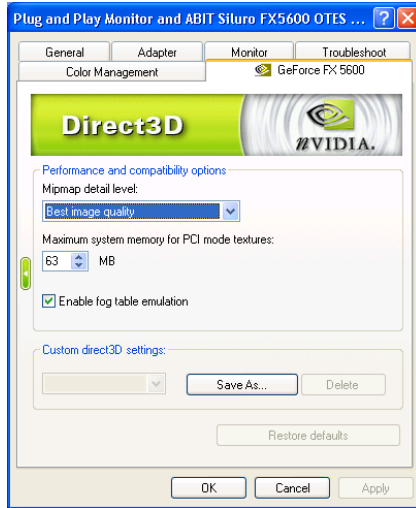 Plug and Play Monitor and ABIT Siluro FX5600 OTES ...
General Adapter Monitor Troubleshoot
Color Management GeForce FX 5600
Direct3D
nVIDIA.
Performance and compatibility options
Mipmap detail level:
Best image quality
Maximum system memory for PCI mode textures:
63 MB
Enable fog table emulation
Custom direct3D settings:
Save As... Delete
Restore defaults
OK Cancel Apply